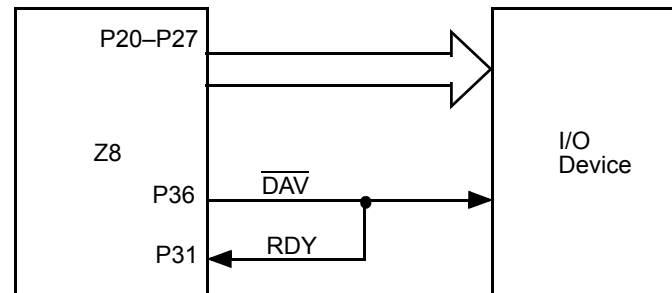 P20–P27
Z8
I/O
Device
P36
DAV
P31
RDY